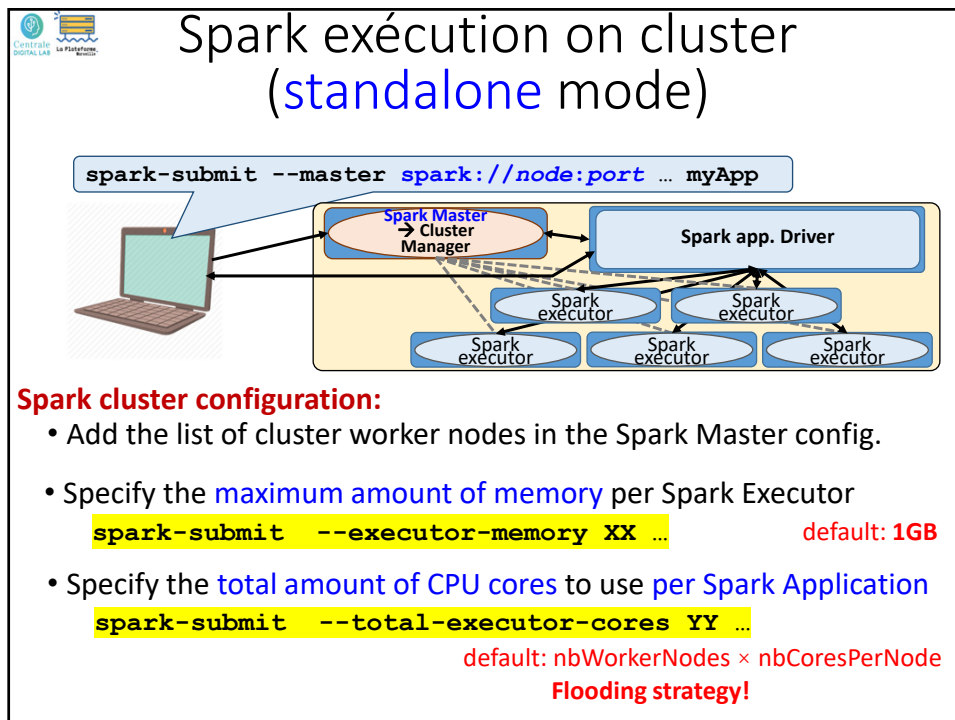 Centrale
DIGITAL LAB
La Plateforme_
Marseille
Spark exécution on cluster
(standalone mode)
spark-submit --master spark://node:port … myApp
Spark Master
→ Cluster
Manager
Spark app. Driver
Spark
executor
Spark
executor
Spark
executor
Spark
executor
Spark
executor
Spark cluster configuration:
• Add the list of cluster worker nodes in the Spark Master config.
• Specify the maximum amount of memory per Spark Executor
spark-submit --executor-memory XX … default: 1GB
• Specify the total amount of CPU cores to use per Spark Application
spark-submit --total-executor-cores YY …
default: nbWorkerNodes × nbCoresPerNode
Flooding strategy!